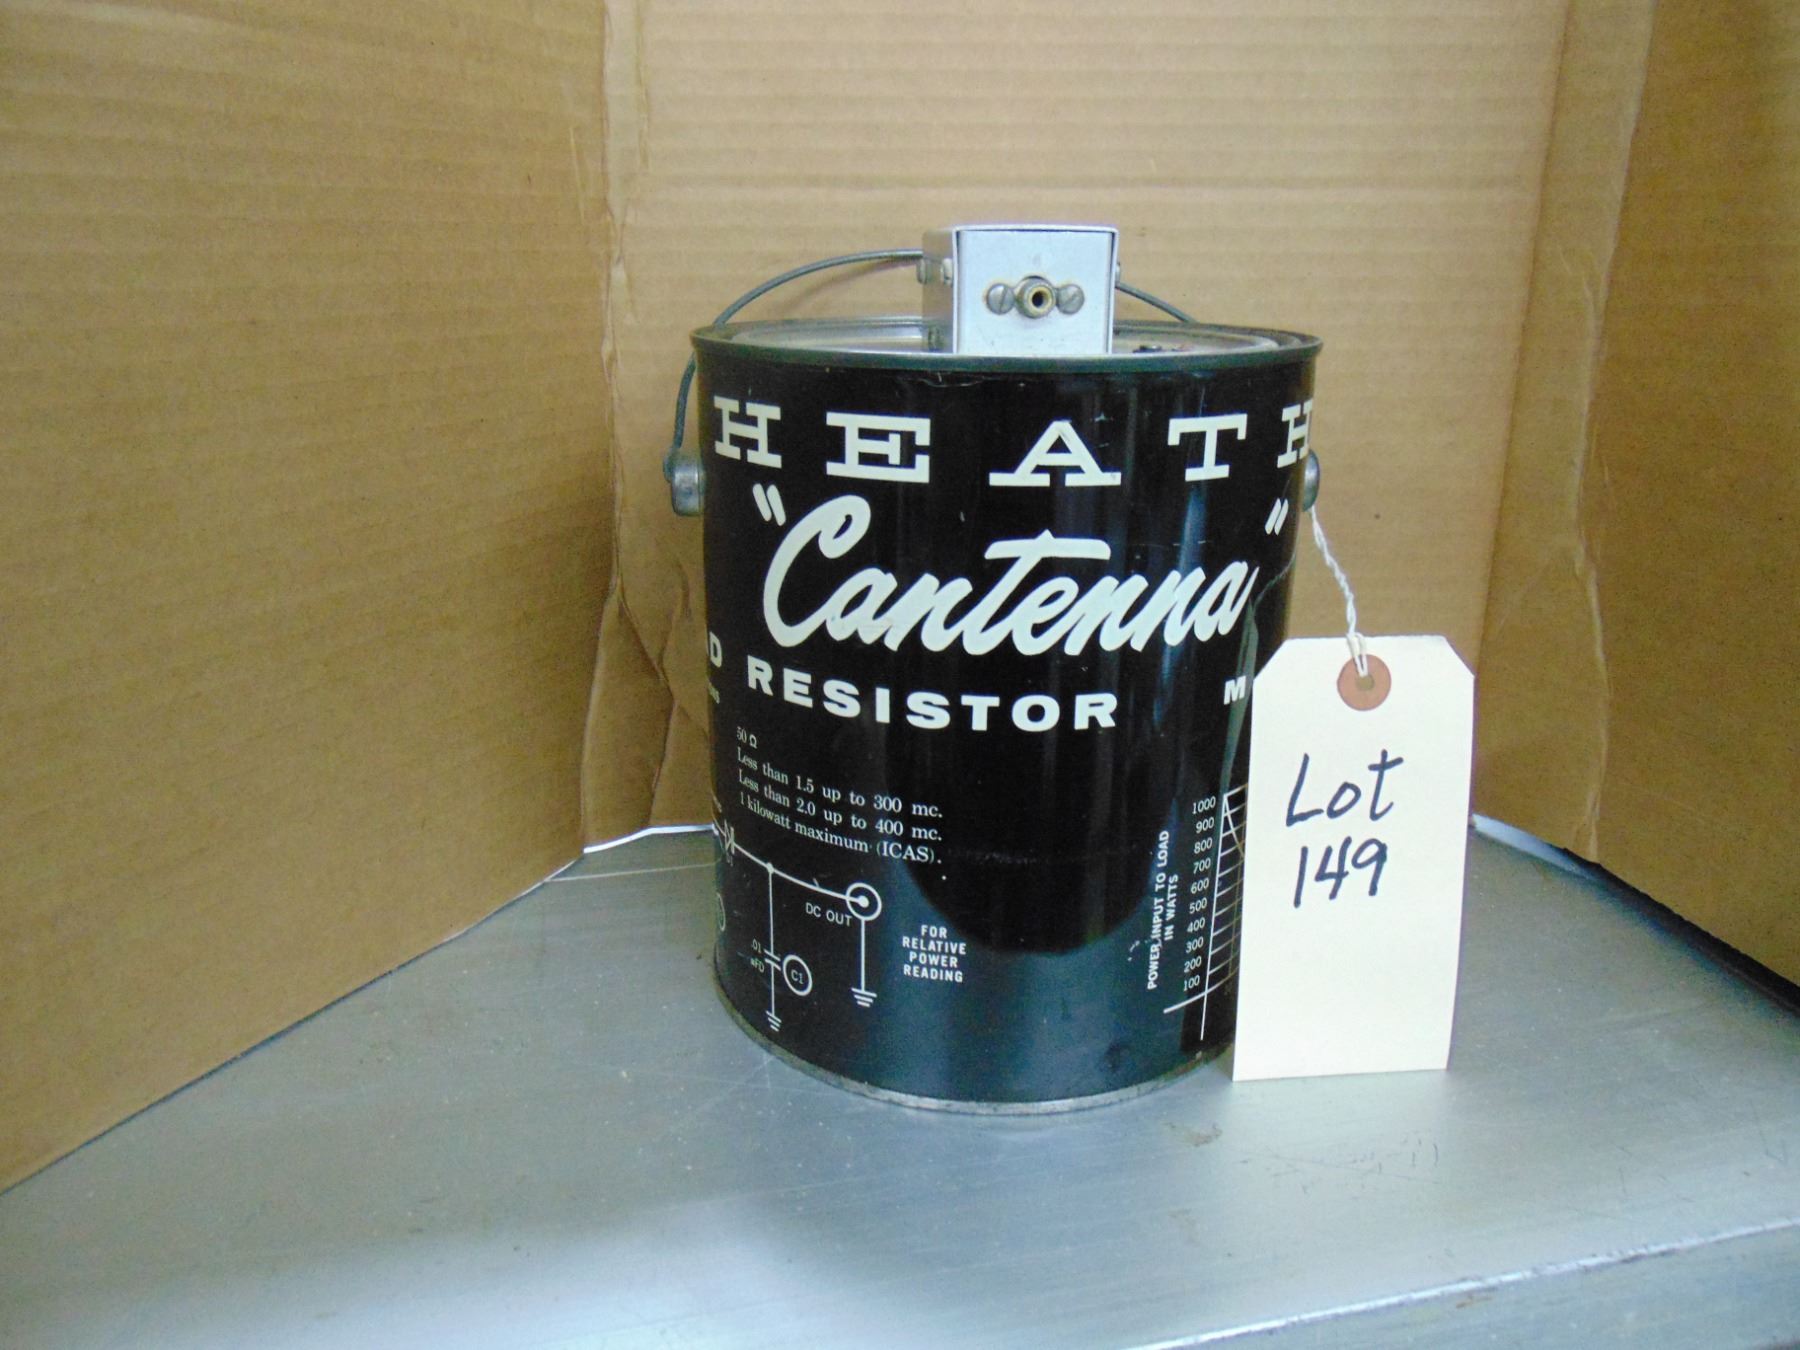 HEATH
"Cantenna"
D RESISTOR M
50 Ω
Less than 1.5 up to 300 mc.
Less than 2.0 up to 400 mc.
1 kilowatt maximum (ICAS).
DC OUT
.01
C1
FOR
RELATIVE
POWER
READING
POWER INPUT TO LOAD
IN WATTS
1000
900
800
700
600
500
400
300
200
100
Lot
149